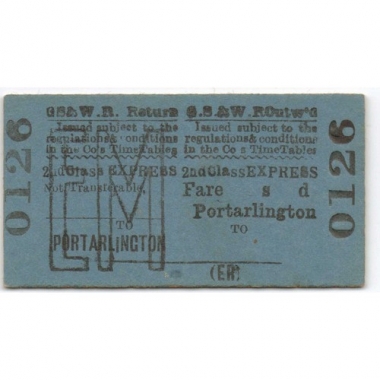 0126
G.S.& W.R. Return
Issued subject to the
regulations & conditions
in the Co's Time Tables
2nd Class EXPRESS
Not Transferable.
TO
PORTARLINGTON
LM
G.S.& W.R Outw'd
Issued subject to the
regulations & conditions
in the Co s Time Tables
2nd Class EXPRESS
Fare s d
Portarlington
TO
(ER)
0126